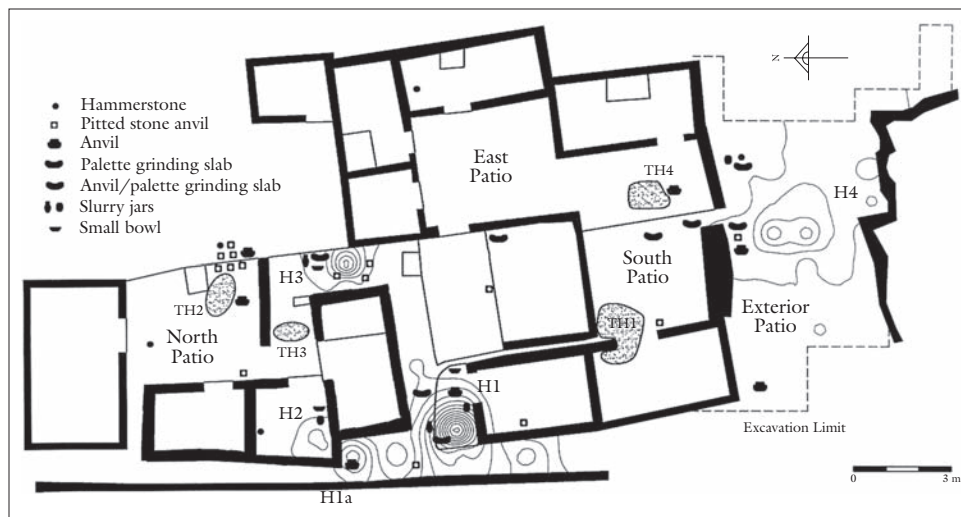 Hammerstone
Pitted stone anvil
Anvil
Palette grinding slab
Anvil/palette grinding slab
Slurry jars
Small bowl
N
East
Patio
TH4
H4
H3
South
Patio
TH2
North
Patio
TH3
TH1
Exterior
Patio
H1
H2
Excavation Limit
H1a
0 3 m